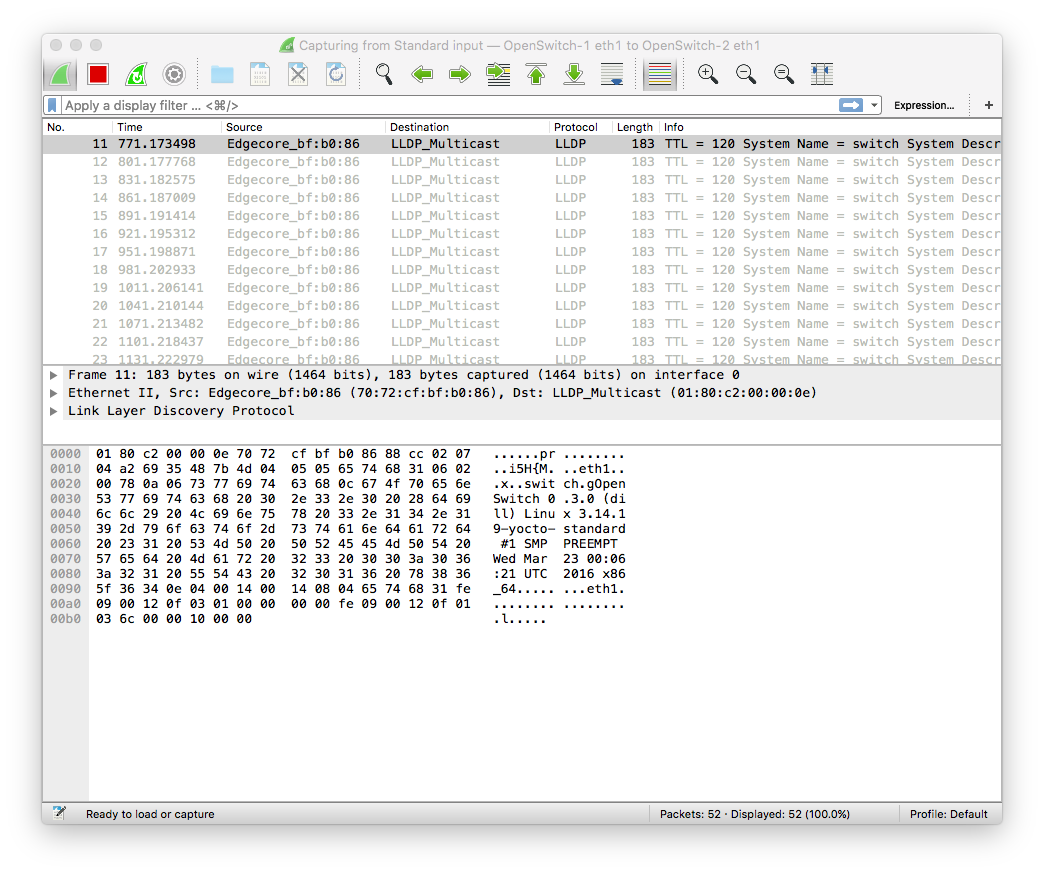 Capturing from Standard input — OpenSwitch-1 eth1 to OpenSwitch-2 eth1
Apply a display filter ... <⌘/> Expression... +
No. Time Source Destination Protocol Length Info
11 771.173498 Edgecore_bf:b0:86 LLDP_Multicast LLDP 183 TTL = 120 System Name = switch System Descr
12 801.177768 Edgecore_bf:b0:86 LLDP_Multicast LLDP 183 TTL = 120 System Name = switch System Descr
13 831.182575 Edgecore_bf:b0:86 LLDP_Multicast LLDP 183 TTL = 120 System Name = switch System Descr
14 861.187009 Edgecore_bf:b0:86 LLDP_Multicast LLDP 183 TTL = 120 System Name = switch System Descr
15 891.191414 Edgecore_bf:b0:86 LLDP_Multicast LLDP 183 TTL = 120 System Name = switch System Descr
16 921.195312 Edgecore_bf:b0:86 LLDP_Multicast LLDP 183 TTL = 120 System Name = switch System Descr
17 951.198871 Edgecore_bf:b0:86 LLDP_Multicast LLDP 183 TTL = 120 System Name = switch System Descr
18 981.202933 Edgecore_bf:b0:86 LLDP_Multicast LLDP 183 TTL = 120 System Name = switch System Descr
19 1011.206141 Edgecore_bf:b0:86 LLDP_Multicast LLDP 183 TTL = 120 System Name = switch System Descr
20 1041.210144 Edgecore_bf:b0:86 LLDP_Multicast LLDP 183 TTL = 120 System Name = switch System Descr
21 1071.213482 Edgecore_bf:b0:86 LLDP_Multicast LLDP 183 TTL = 120 System Name = switch System Descr
22 1101.218437 Edgecore_bf:b0:86 LLDP_Multicast LLDP 183 TTL = 120 System Name = switch System Descr
23 1131.222979 Edgecore_bf:b0:86 LLDP_Multicast LLDP 183 TTL = 120 System Name = switch System Descr
Frame 11: 183 bytes on wire (1464 bits), 183 bytes captured (1464 bits) on interface 0
Ethernet II, Src: Edgecore_bf:b0:86 (70:72:cf:bf:b0:86), Dst: LLDP_Multicast (01:80:c2:00:00:0e)
Link Layer Discovery Protocol
0000 01 80 c2 00 00 0e 70 72 cf bf b0 86 88 cc 02 07 ......pr ........
0010 04 a2 69 35 48 7b 4d 04 05 05 65 74 68 31 06 02 ..i5H{M. ..eth1..
0020 00 78 0a 06 73 77 69 74 63 68 0c 67 4f 70 65 6e .x..swit ch.gOpen
0030 53 77 69 74 63 68 20 30 2e 33 2e 30 20 28 64 69 Switch 0 .3.0 (di
0040 6c 6c 29 20 4c 69 6e 75 78 20 33 2e 31 34 2e 31 ll) Linu x 3.14.1
0050 39 2d 79 6f 63 74 6f 2d 73 74 61 6e 64 61 72 64 9-yocto- standard
0060 20 23 31 20 53 4d 50 20 50 52 45 45 4d 50 54 20 #1 SMP PREEMPT
0070 57 65 64 20 4d 61 72 20 32 33 20 30 30 3a 30 36 Wed Mar 23 00:06
0080 3a 32 31 20 55 54 43 20 32 30 31 36 20 78 38 36 :21 UTC 2016 x86
0090 5f 36 34 0e 04 00 14 00 14 08 04 65 74 68 31 fe _64..... ...eth1.
00a0 09 00 12 0f 03 01 00 00 00 00 fe 09 00 12 0f 01 ........ ........
00b0 03 6c 00 00 10 00 00 .l.....
Ready to load or capture Packets: 52 · Displayed: 52 (100.0%) Profile: Default